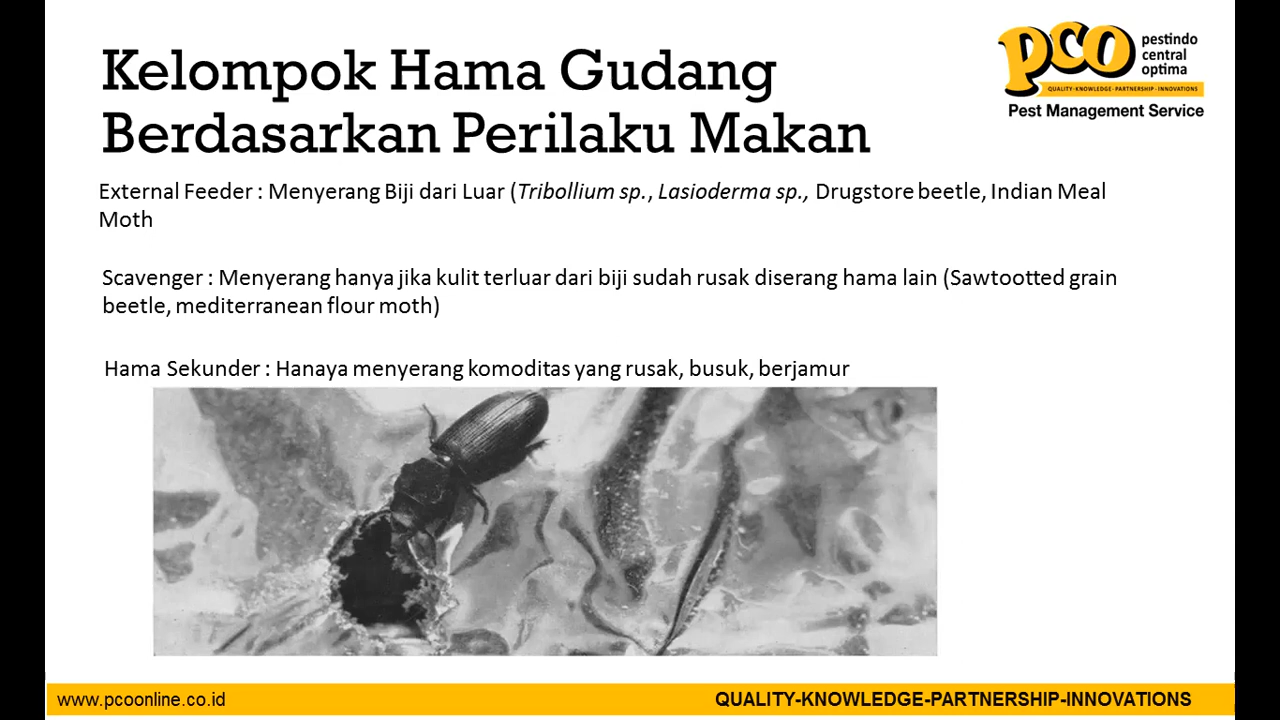 Kelompok Hama Gudang
Berdasarkan Perilaku Makan
pco
pestindo
central
optima
QUALITY-KNOWLEDGE-PARTNERSHIP-INNOVATIONS
Pest Management Service
External Feeder : Menyerang Biji dari Luar (Tribollium sp., Lasioderma sp., Drugstore beetle, Indian Meal
Moth
Scavenger : Menyerang hanya jika kulit terluar dari biji sudah rusak diserang hama lain (Sawtootted grain
beetle, mediterranean flour moth)
Hama Sekunder : Hanaya menyerang komoditas yang rusak, busuk, berjamur
www.pcoonline.co.id
QUALITY-KNOWLEDGE-PARTNERSHIP-INNOVATIONS